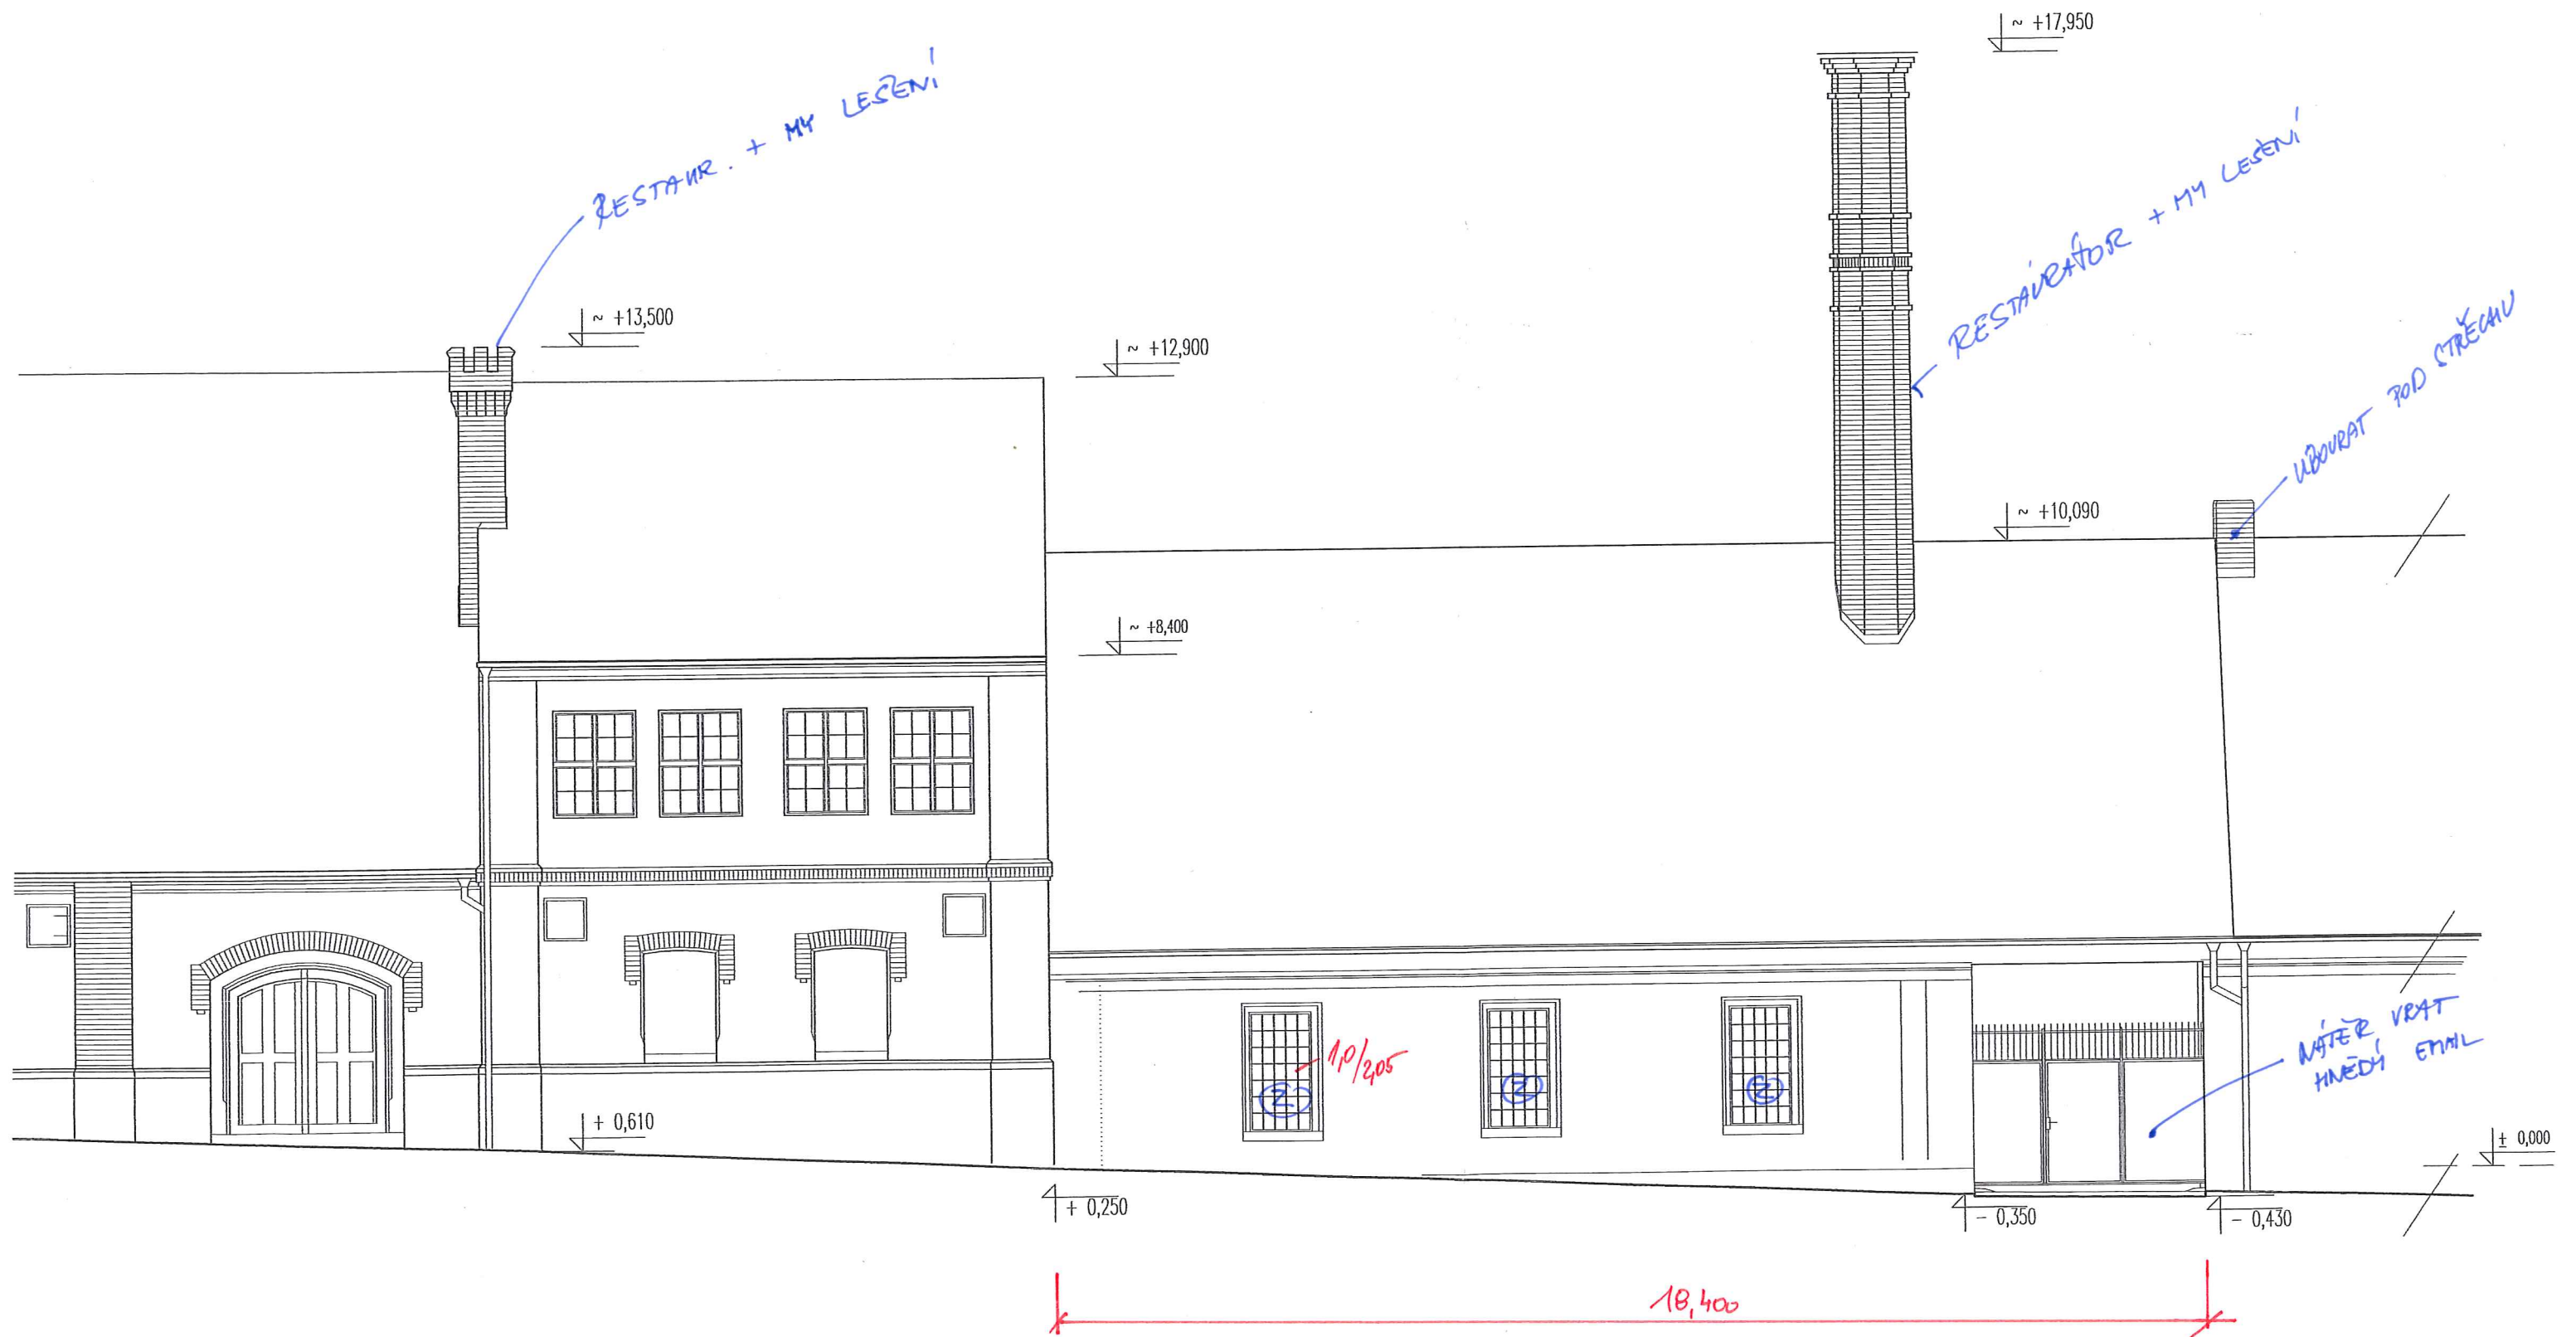 ~ +17,950
RESTAUR. + MY LEŠENÍ
RESTAURÁTOR + MY LEŠENÍ
~ +13,500
~ +12,900
UBOURAT POD STŘECHU
~ +10,090
~ +8,400
1,0/2,05
Z
Z
Z
NÁTĚR VRAT
HNĚDÝ EMAIL
+ 0,610
± 0,000
+ 0,250
- 0,350
- 0,430
18,400